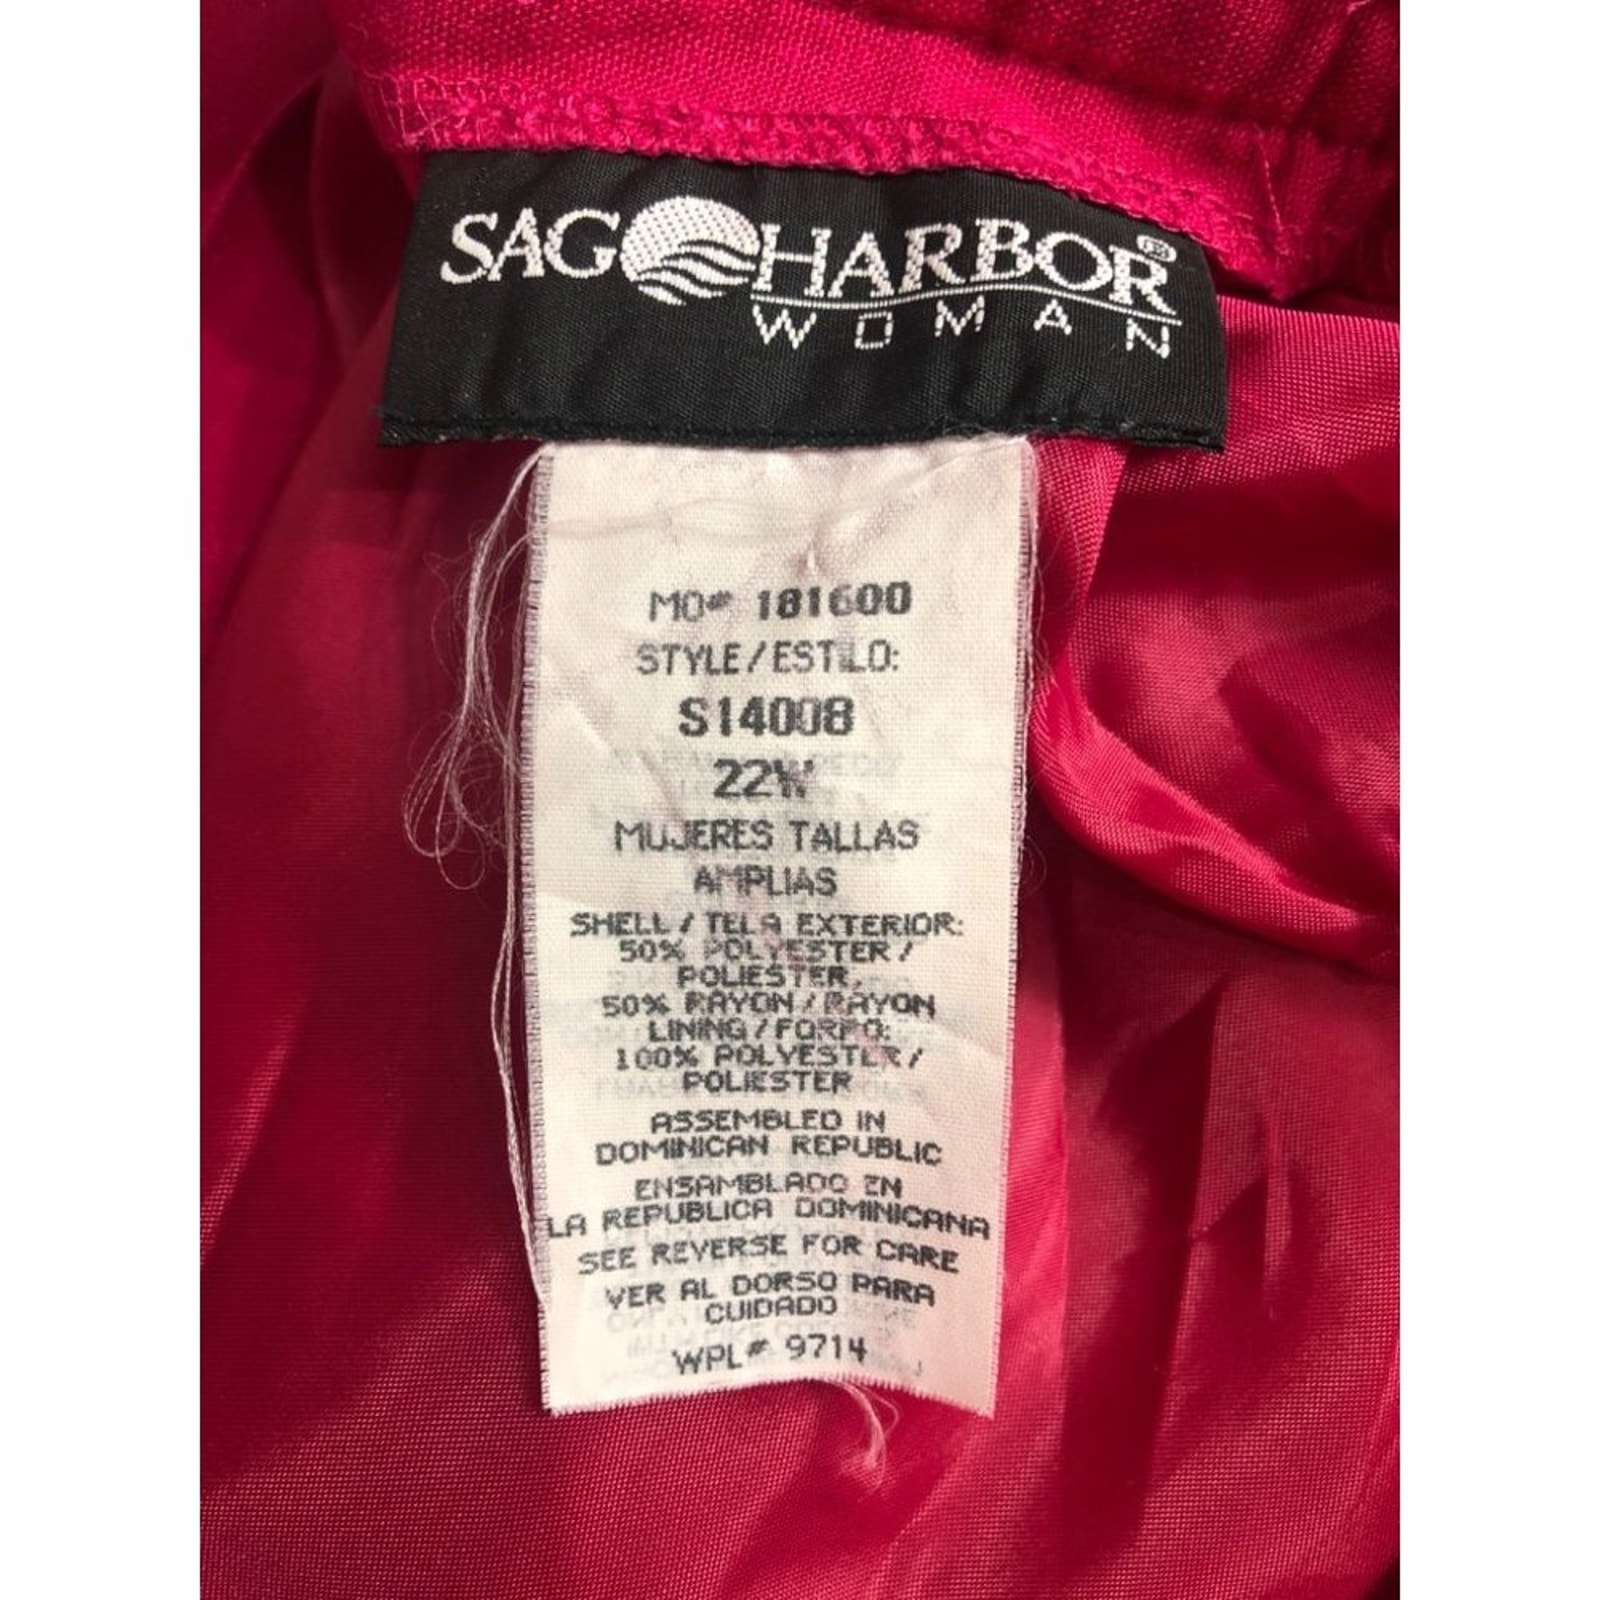 SAG HARBOR®
WOMAN
MO# 181600
STYLE/ESTILO:
S14008
22W
MUJERES TALLAS
AMPLIAS
SHELL/TELA EXTERIOR:
50% POLYESTER/
POLIESTER,
50% RAYON/RAYON
LINING/FORRO:
100% POLYESTER/
POLIESTER
ASSEMBLED IN
DOMINICAN REPUBLIC
ENSAMBLADO EN
LA REPUBLICA DOMINICANA
SEE REVERSE FOR CARE
VER AL DORSO PARA
CUIDADO
WPL# 9714